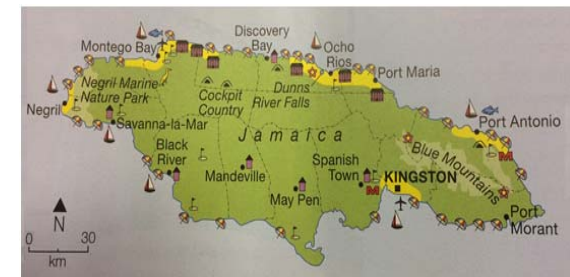 Discovery
Bay
Montego Bay
Ocho
Rios
Port Maria
Negril Marine
Nature Park
Cockpit
Country
Dunns
River Falls
Negril
Savanna-la-Mar
Port Antonio
Jamaica
Blue Mountains
Black
River
Mandeville
Spanish
Town
KINGSTON
May Pen
Port
Morant
N
0 30
km
M
M